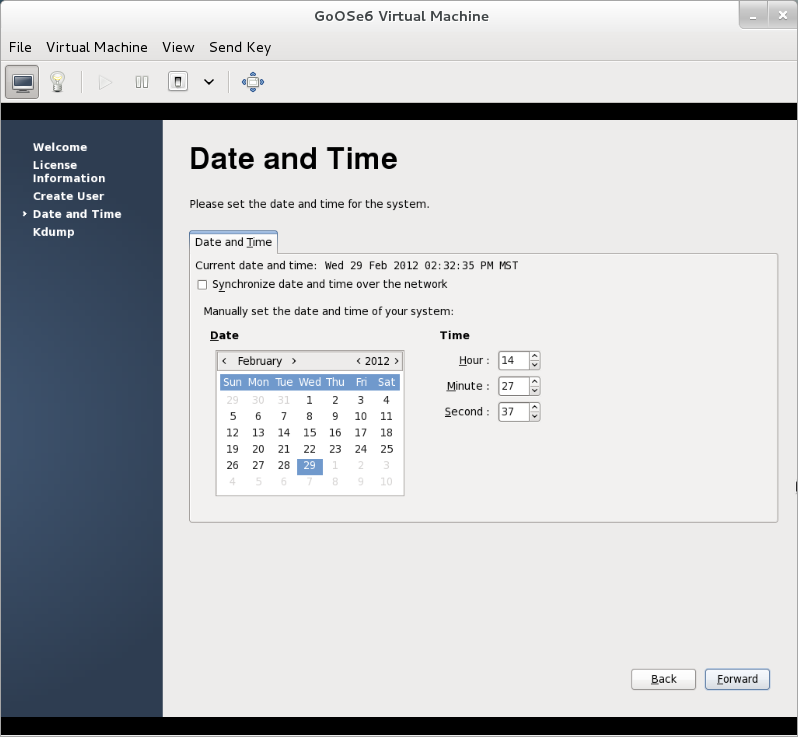 GoOSe6 Virtual Machine
File Virtual Machine View Send Key
Welcome
License
Information
Create User
Date and Time
Kdump
Date and Time
Please set the date and time for the system.
Date and Time
Current date and time: Wed 29 Feb 2012 02:32:35 PM MST
Synchronize date and time over the network
Manually set the date and time of your system:
Date
February 2012
Sun Mon Tue Wed Thu Fri Sat
29 30 31 1 2 3 4
5 6 7 8 9 10 11
12 13 14 15 16 17 18
19 20 21 22 23 24 25
26 27 28 29 1 2 3
4 5 6 7 8 9 10
Time
Hour : 14
Minute : 27
Second : 37
Back Forward